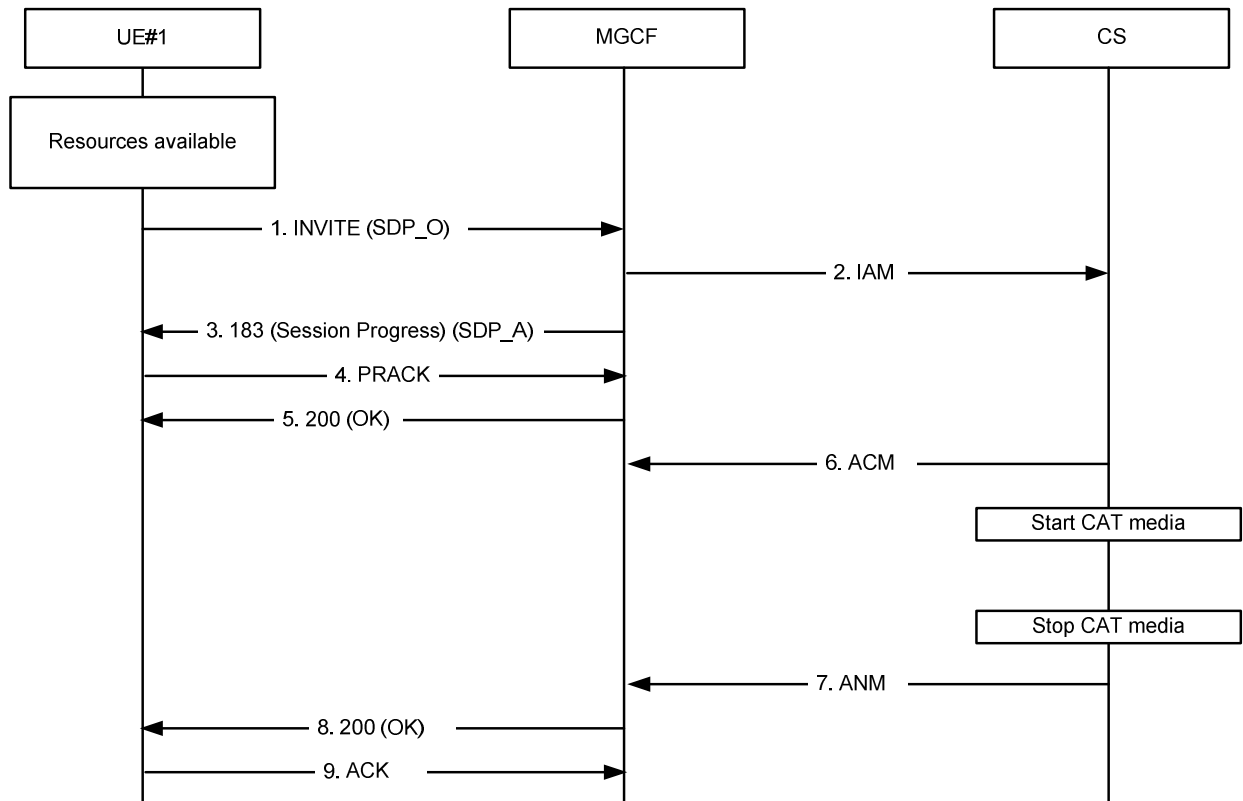 UE#1
MGCF
CS
Resources available
1. INVITE (SDP_O)
2. IAM
3. 183 (Session Progress) (SDP_A)
4. PRACK
5. 200 (OK)
6. ACM
Start CAT media
Stop CAT media
7. ANM
8. 200 (OK)
9. ACK